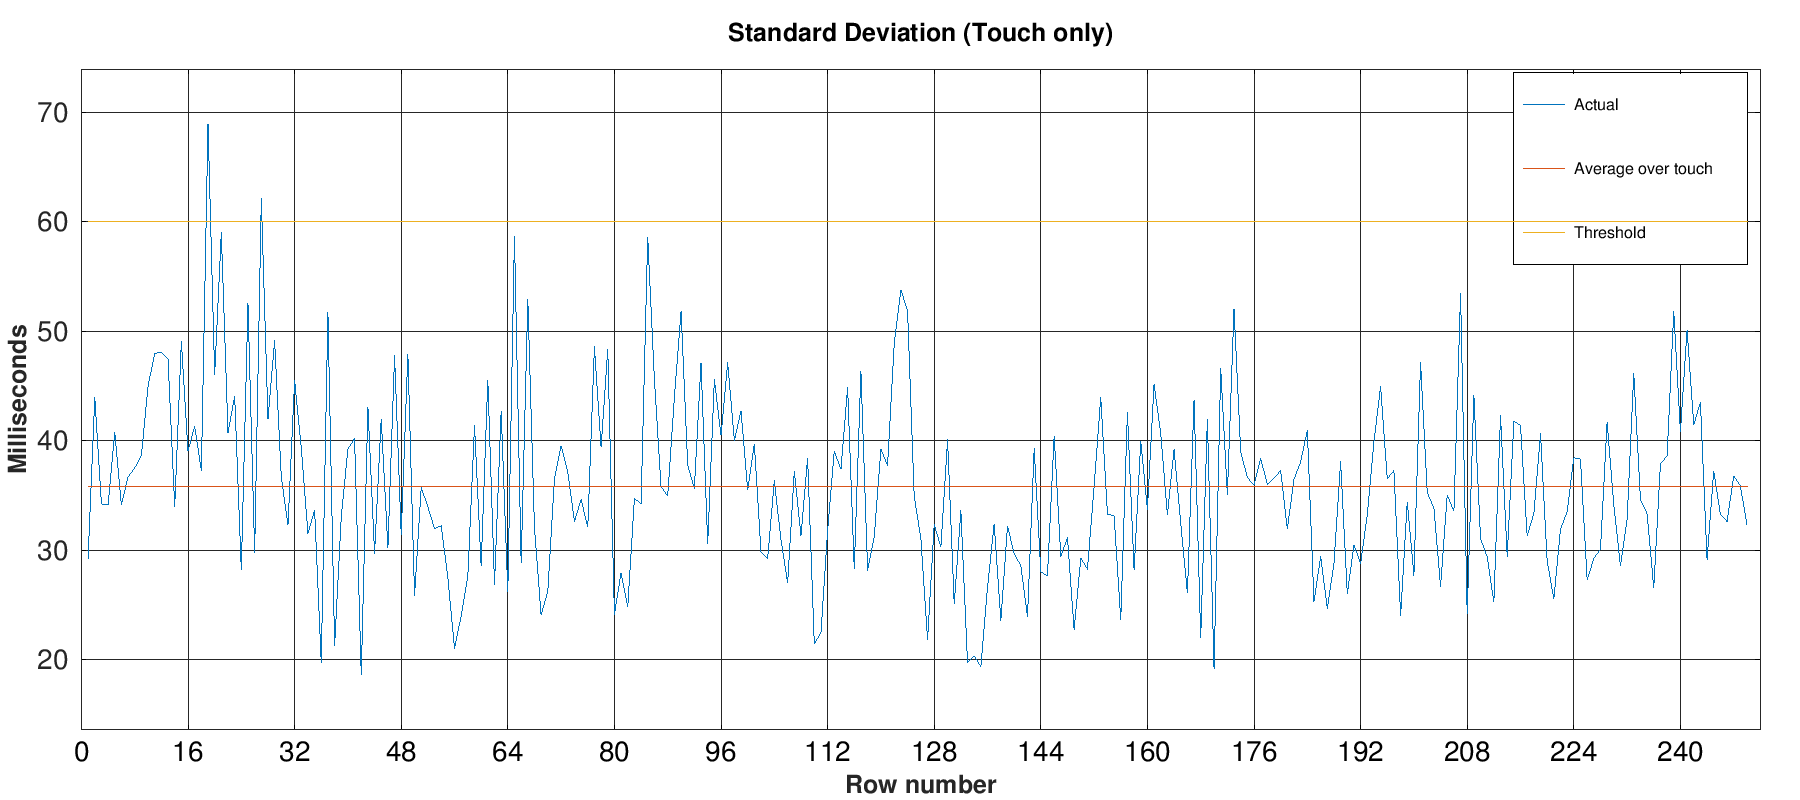 Standard Deviation (Touch only)
70
60
50
40
30
20
Milliseconds
Actual
Average over touch
Threshold
0 16 32 48 64 80 96 112 128 144 160 176 192 208 224 240
Row number